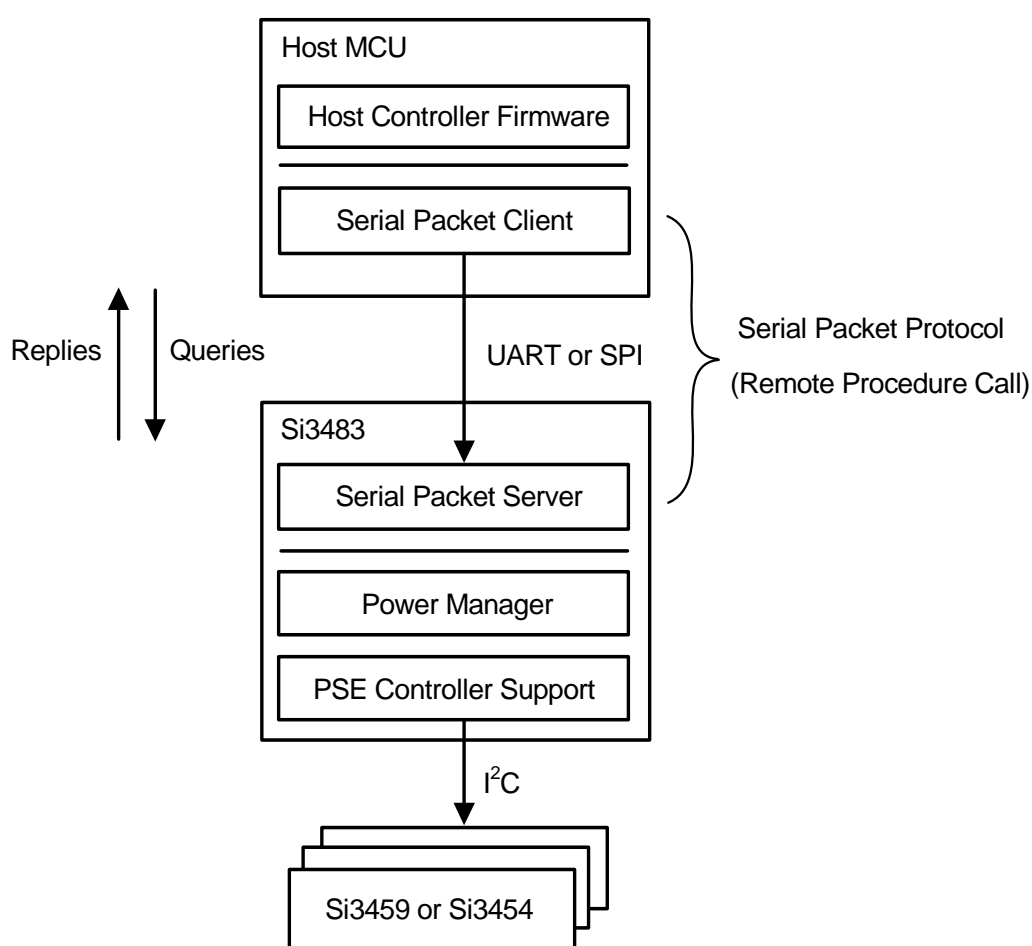 Host MCU
Host Controller Firmware
Serial Packet Client
Replies
Queries
UART or SPI
Serial Packet Protocol
(Remote Procedure Call)
Si3483
Serial Packet Server
Power Manager
PSE Controller Support
I²C
Si3459 or Si3454